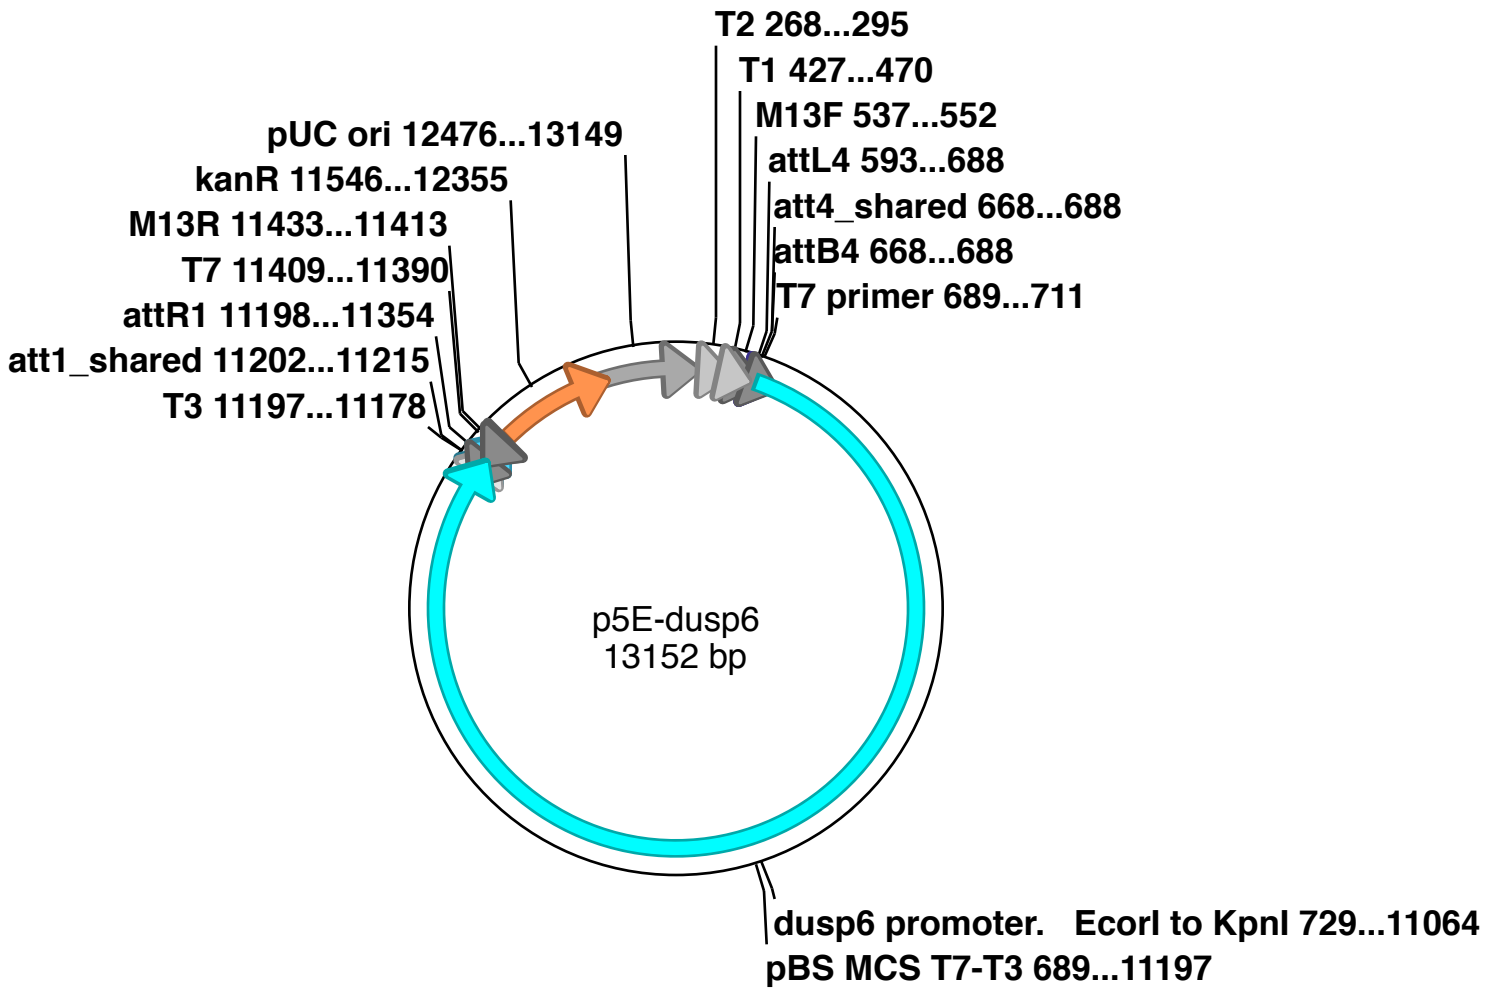 T2 268...295
T1 427...470
M13F 537...552
pUC ori 12476...13149
attL4 593...688
kanR 11546...12355
att4_shared 668...688
M13R 11433...11413
attB4 668...688
T7 11409...11390
T7 primer 689...711
attR1 11198...11354
att1_shared 11202...11215
T3 11197...11178
p5E-dusp6
13152 bp
dusp6 promoter.   EcorI to KpnI 729...11064
pBS MCS T7-T3 689...11197